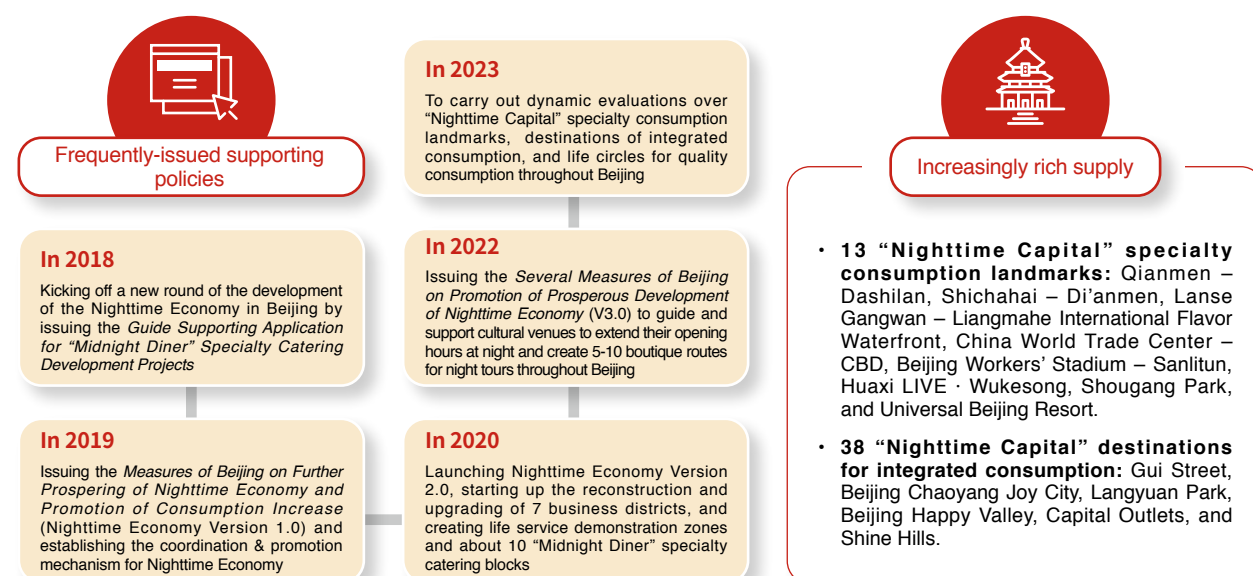 Frequently-issued supporting
policies
In 2018
Kicking off a new round of the development
of the Nighttime Economy in Beijing by
issuing the Guide Supporting Application
for “Midnight Diner” Specialty Catering
Development Projects
In 2019
Issuing the Measures of Beijing on Further
Prospering of Nighttime Economy and
Promotion of Consumption Increase
(Nighttime Economy Version 1.0) and
establishing the coordination & promotion
mechanism for Nighttime Economy
In 2020
Launching Nighttime Economy Version
2.0, starting up the reconstruction and
upgrading of 7 business districts, and
creating life service demonstration zones
and about 10 “Midnight Diner” specialty
catering blocks
In 2022
Issuing the Several Measures of Beijing
on Promotion of Prosperous Development
of Nighttime Economy (V3.0) to guide and
support cultural venues to extend their opening
hours at night and create 5-10 boutique routes
for night tours throughout Beijing
In 2023
To carry out dynamic evaluations over
“Nighttime Capital” specialty consumption
landmarks, destinations of integrated
consumption, and life circles for quality
consumption throughout Beijing
Increasingly rich supply
• 13 “Nighttime Capital” specialty
consumption landmarks: Qianmen –
Dashilan, Shichahai – Di’anmen, Lanse
Gangwan – Liangmahe International Flavor
Waterfront, China World Trade Center –
CBD, Beijing Workers’ Stadium – Sanlitun,
Huaxi LIVE · Wukesong, Shougang Park,
and Universal Beijing Resort.
• 38 “Nighttime Capital” destinations
for integrated consumption: Gui Street,
Beijing Chaoyang Joy City, Langyuan Park,
Beijing Happy Valley, Capital Outlets, and
Shine Hills.